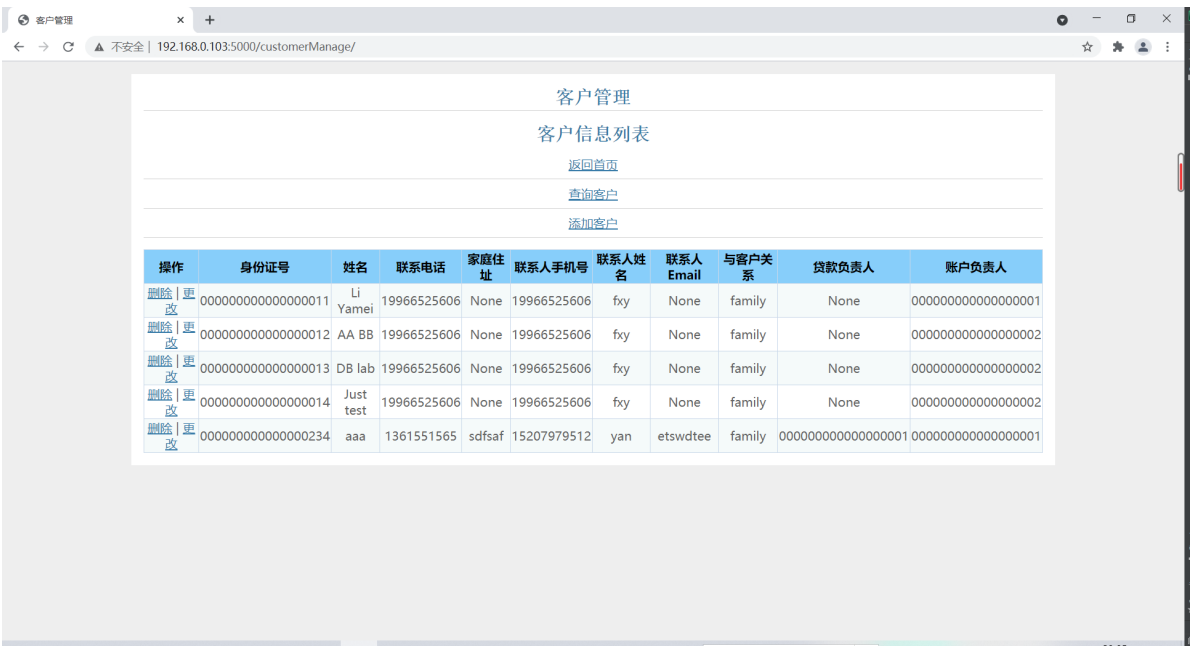 客户管理
不安全 | 192.168.0.103:5000/customerManage/
客户管理
客户信息列表
返回首页
查询客户
添加客户
操作 身份证号 姓名 联系电话 家庭住址 联系人手机号 联系人姓名 联系人Email 与客户关系 贷款负责人 账户负责人
删除 | 更改 000000000000000011 Li Yamei 19966525606 None 19966525606 fxy None family None 000000000000000001
删除 | 更改 000000000000000012 AA BB 19966525606 None 19966525606 fxy None family None 000000000000000002
删除 | 更改 000000000000000013 DB lab 19966525606 None 19966525606 fxy None family None 000000000000000002
删除 | 更改 000000000000000014 Just test 19966525606 None 19966525606 fxy None family None 000000000000000002
删除 | 更改 000000000000000234 aaa 1361551565 sdfsaf 15207979512 yan etswdtee family 000000000000000001 000000000000000001